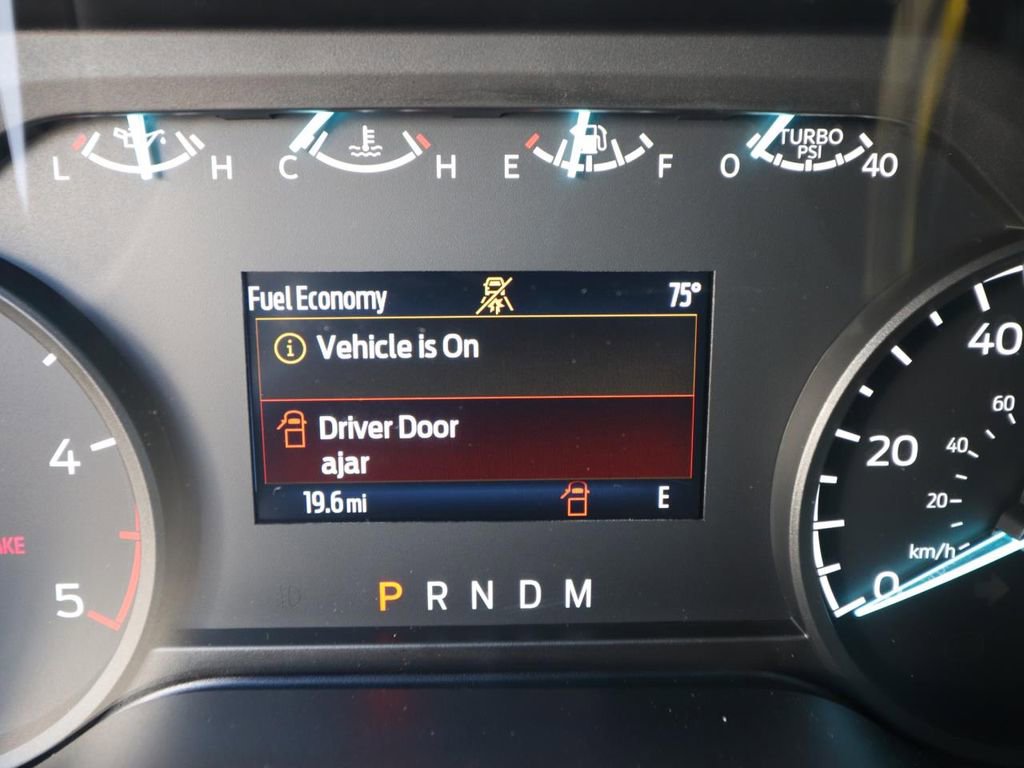 L H C H E F 0 TURBO PSI 40
Fuel Economy 75°
Vehicle is On
Driver Door
ajar
19.6 mi E
P R N D M
4
5
40
20
0
60
40
20
km/h